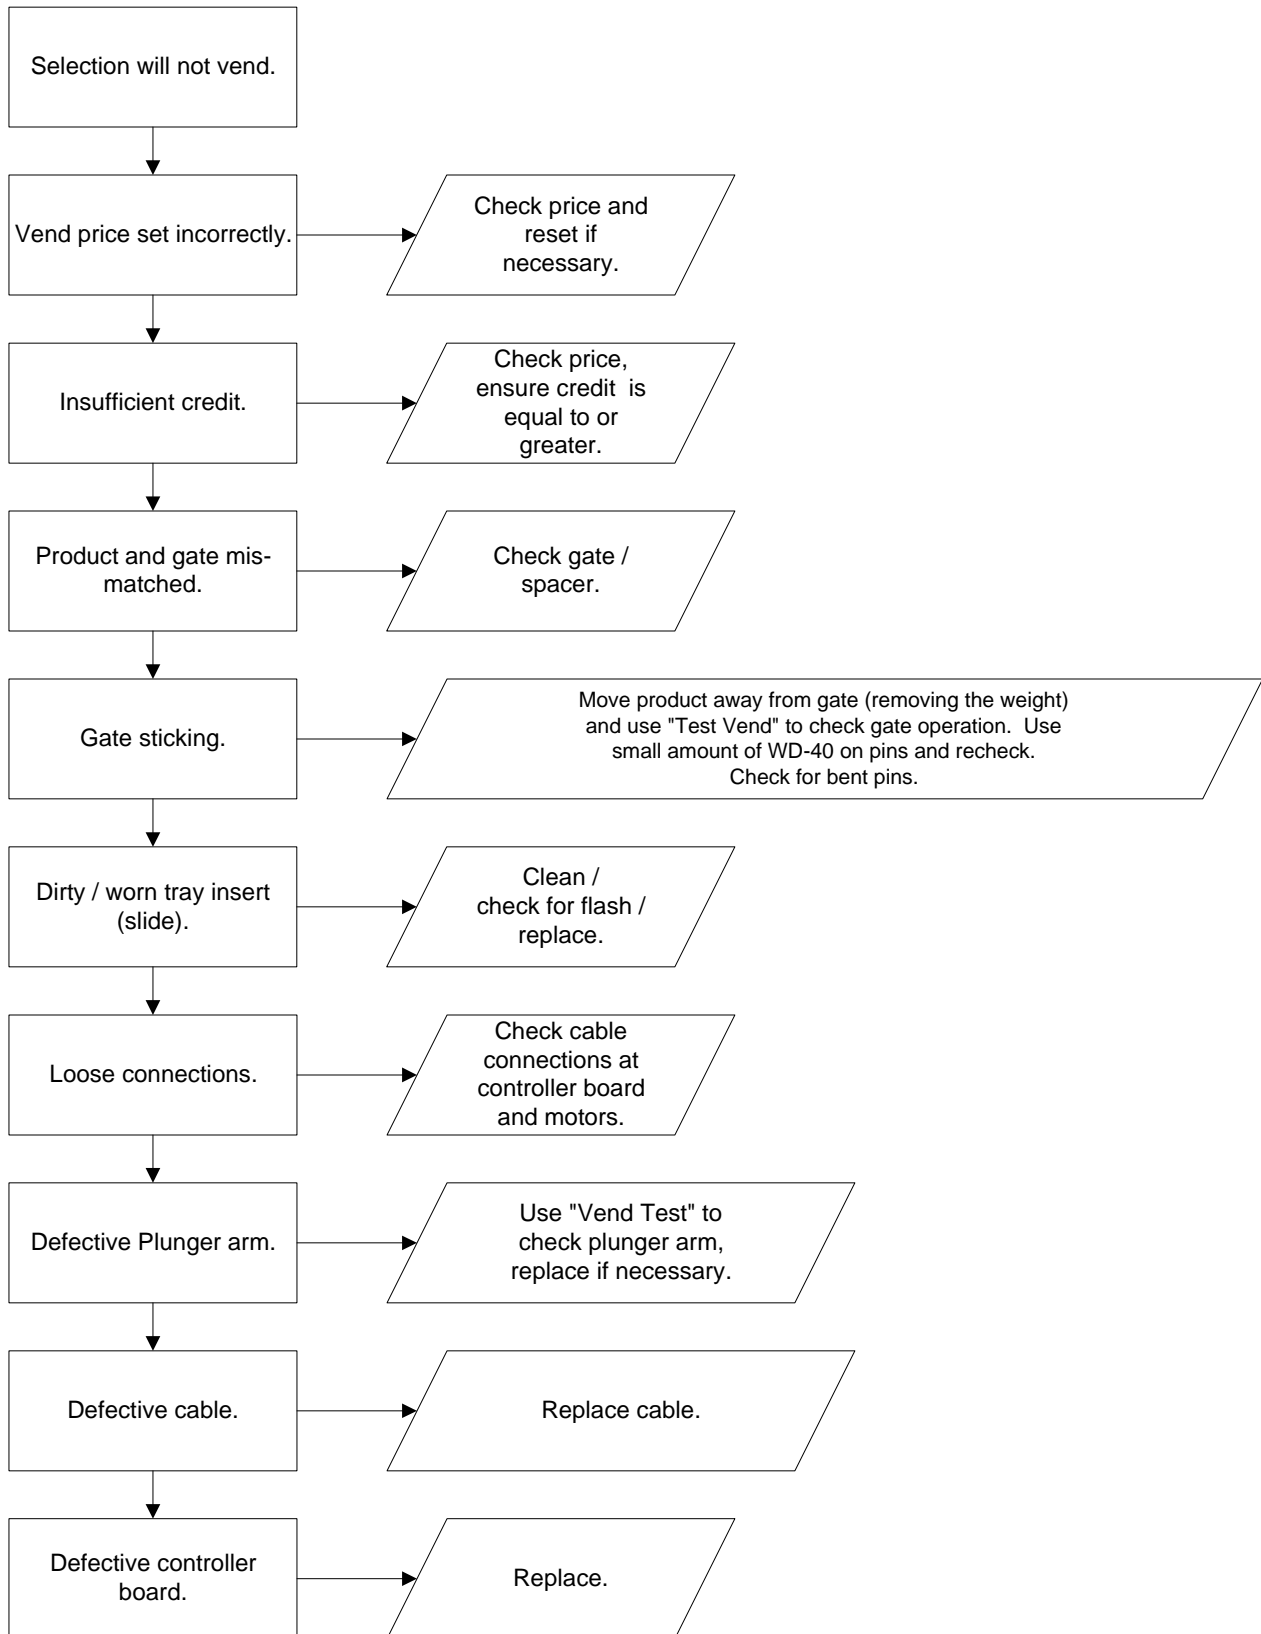 Selection will not vend.
Vend price set incorrectly.
Check price and
reset if
necessary.
Insufficient credit.
Check price,
ensure credit  is
equal to or
greater.
Product and gate mis-
matched.
Check gate /
spacer.
Gate sticking.
Move product away from gate (removing the weight)
and use "Test Vend" to check gate operation.  Use
small amount of WD-40 on pins and recheck.
Check for bent pins.
Dirty / worn tray insert
(slide).
Clean /
check for flash /
replace.
Loose connections.
Check cable
connections at
controller board
and motors.
Defective Plunger arm.
Use "Vend Test" to
check plunger arm,
replace if necessary.
Defective cable.
Replace cable.
Defective controller
board.
Replace.